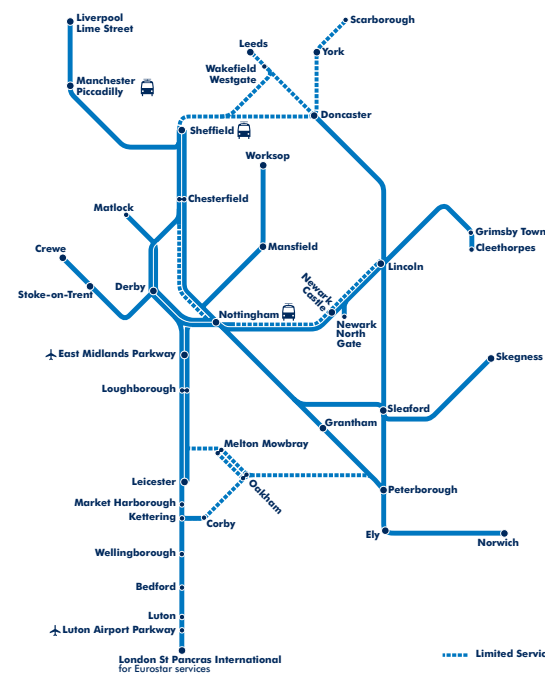 Liverpool
Lime Street
Scarborough
Leeds
York
Wakefield
Westgate
Manchester
Piccadilly
Doncaster
Sheffield
Worksop
Chesterfield
Matlock
Grimsby Town
Cleethorpes
Crewe
Mansfield
Lincoln
Stoke-on-Trent
Derby
Newark
Castle
Nottingham
Newark
North
Gate
East Midlands Parkway
Skegness
Loughborough
Sleaford
Grantham
Melton Mowbray
Leicester
Oakham
Peterborough
Market Harborough
Kettering
Corby
Ely
Norwich
Wellingborough
Bedford
Luton
Luton Airport Parkway
London St Pancras International
for Eurostar services
Limited Servic